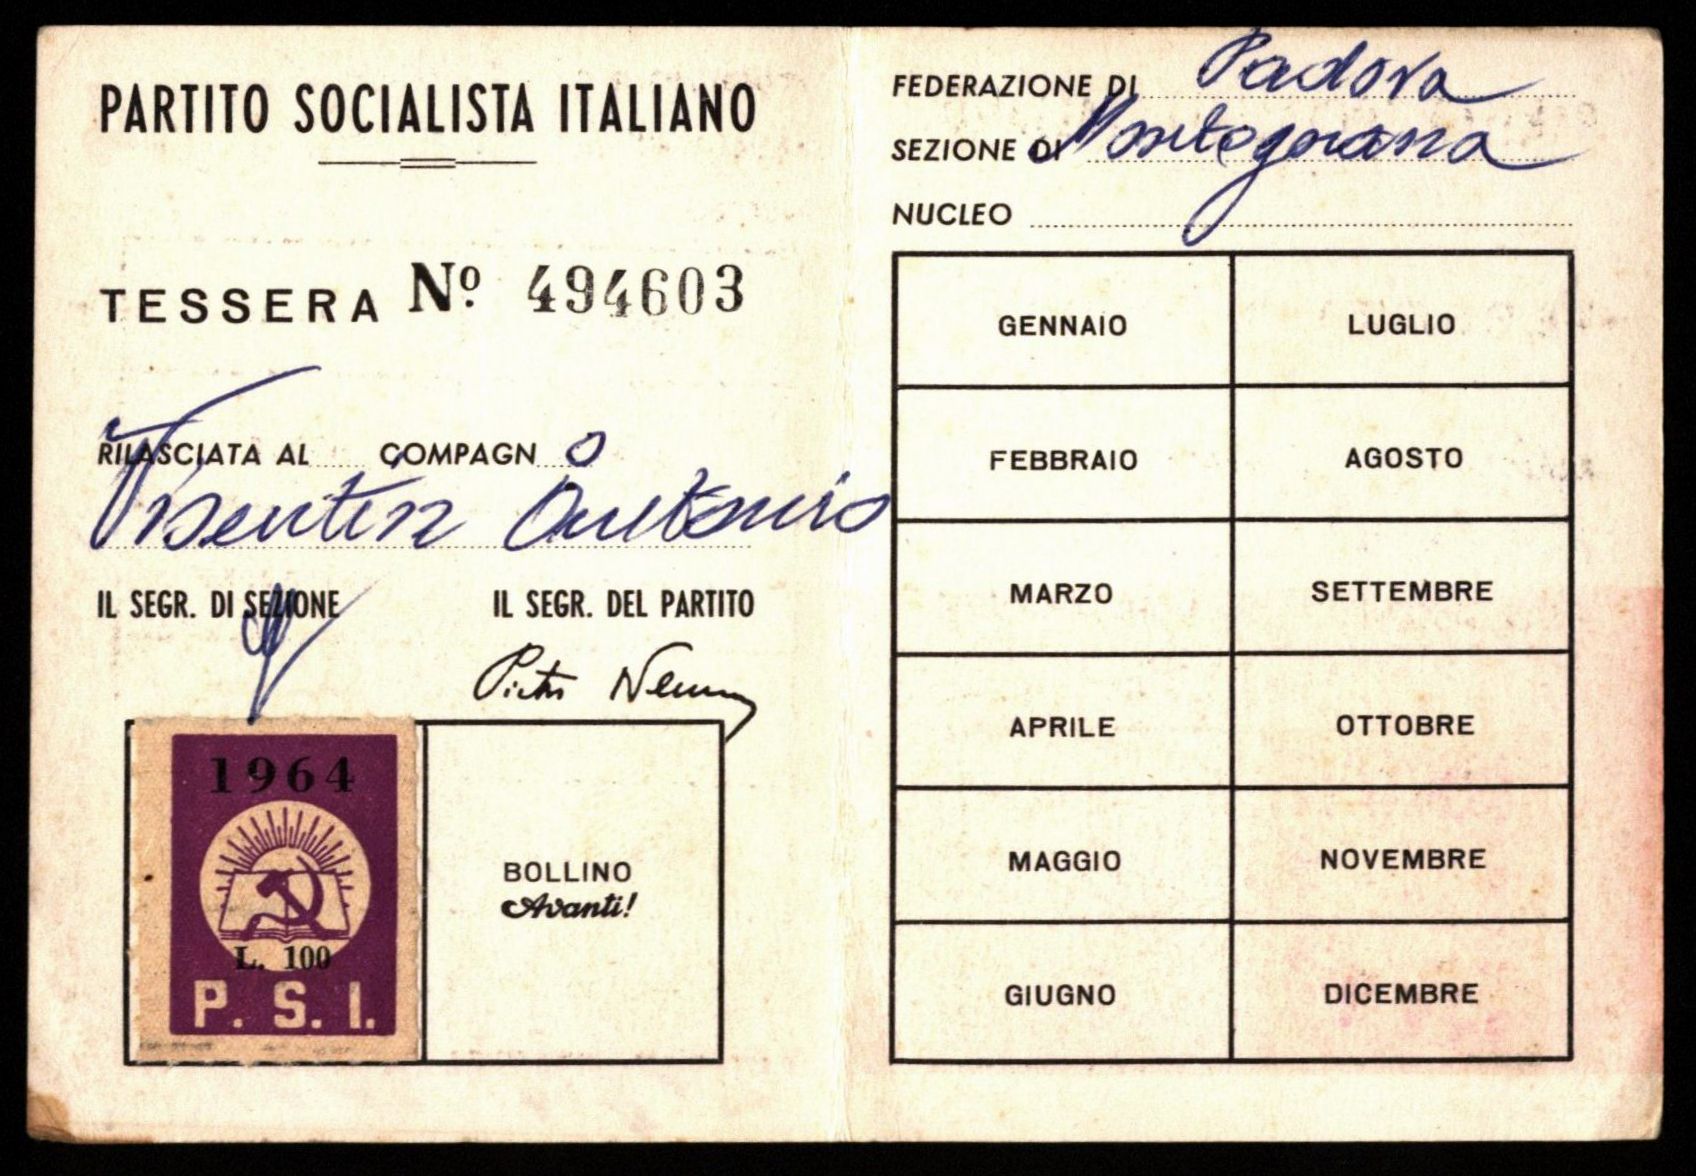 PARTITO SOCIALISTA ITALIANO
TESSERA Nº 494603
RILASCIATA AL COMPAGN o
Visentin Antonio
IL SEGR. DI SEZIONE
IL SEGR. DEL PARTITO
Pietro Nenni
1964
L. 100
P. S. I.
BOLLINO
Avanti!
FEDERAZIONE DI Padova
SEZIONE DI Montagnana
NUCLEO
GENNAIO LUGLIO
FEBBRAIO AGOSTO
MARZO SETTEMBRE
APRILE OTTOBRE
MAGGIO NOVEMBRE
GIUGNO DICEMBRE